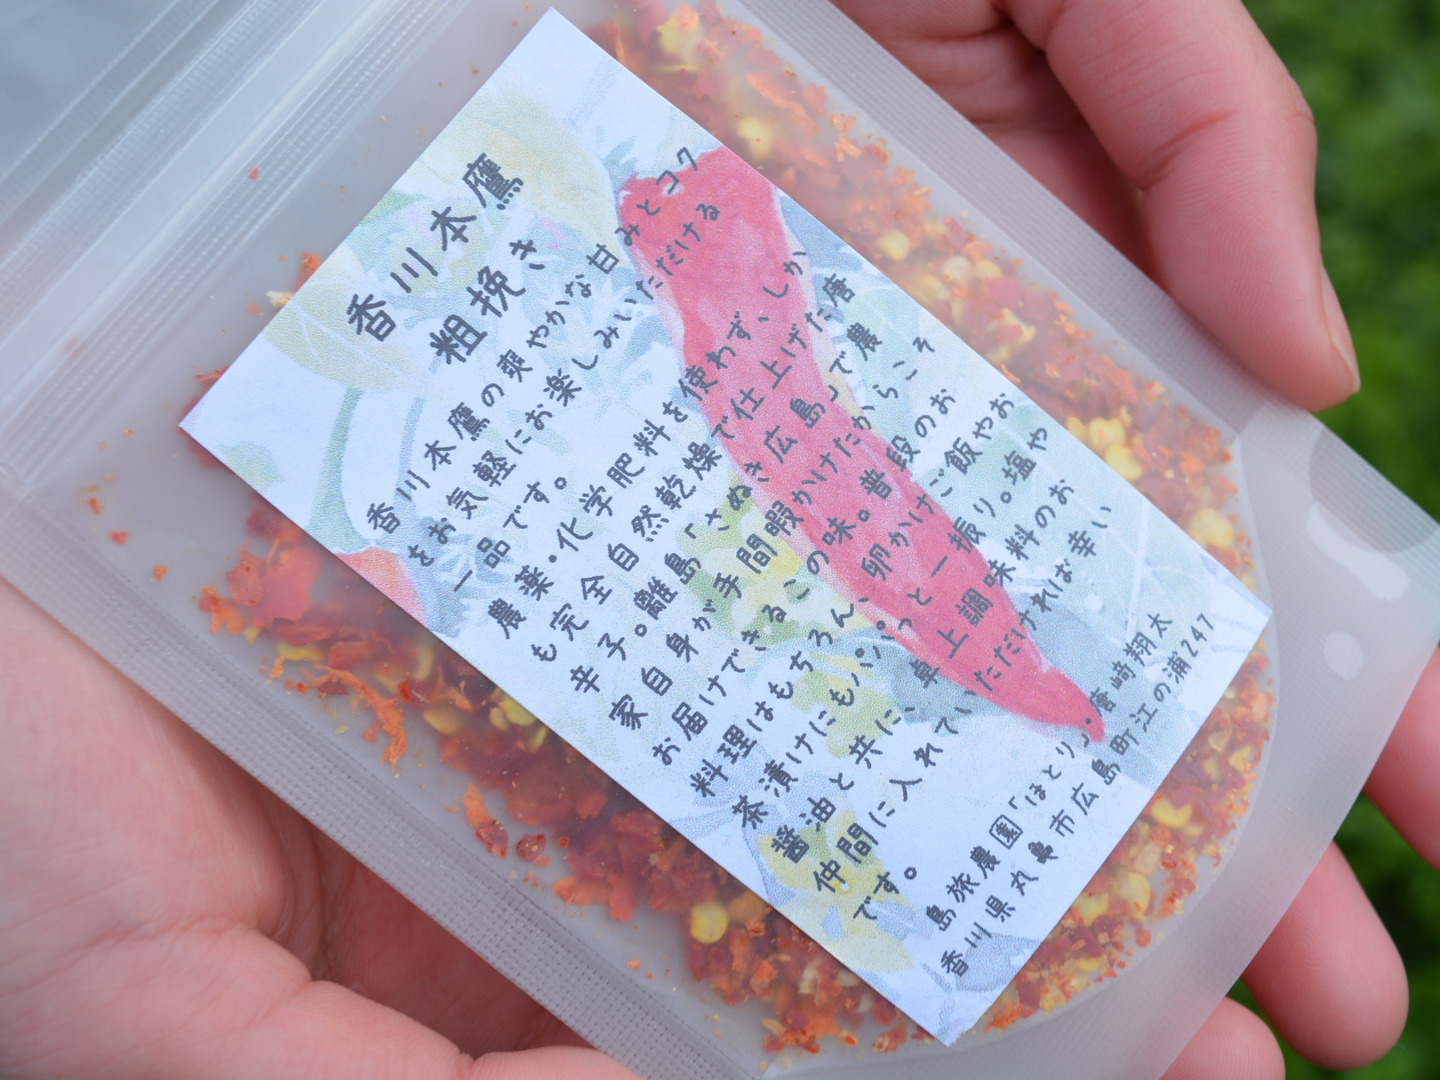 香川本鷹
粗挽き
香川本鷹の爽やかな甘みとコク
をお気軽にお楽しみいただける
一品です。
農薬・化学肥料を使わず、しか
も完全自然乾燥で仕上げた唐
辛子。離島「さぬき広島」で農
家自身が手間暇かけたからこそ
お届けできるこの味。普段のお
料理はもちろん、卵かけご飯やお
茶漬けにもパパっと一振り。塩や
醤油と共に、卓上調味料のお
仲間に入れていただければ幸い
です。
島旅農園「ほとり」・唐崎翔太
香川県丸亀市広島町江の浦247